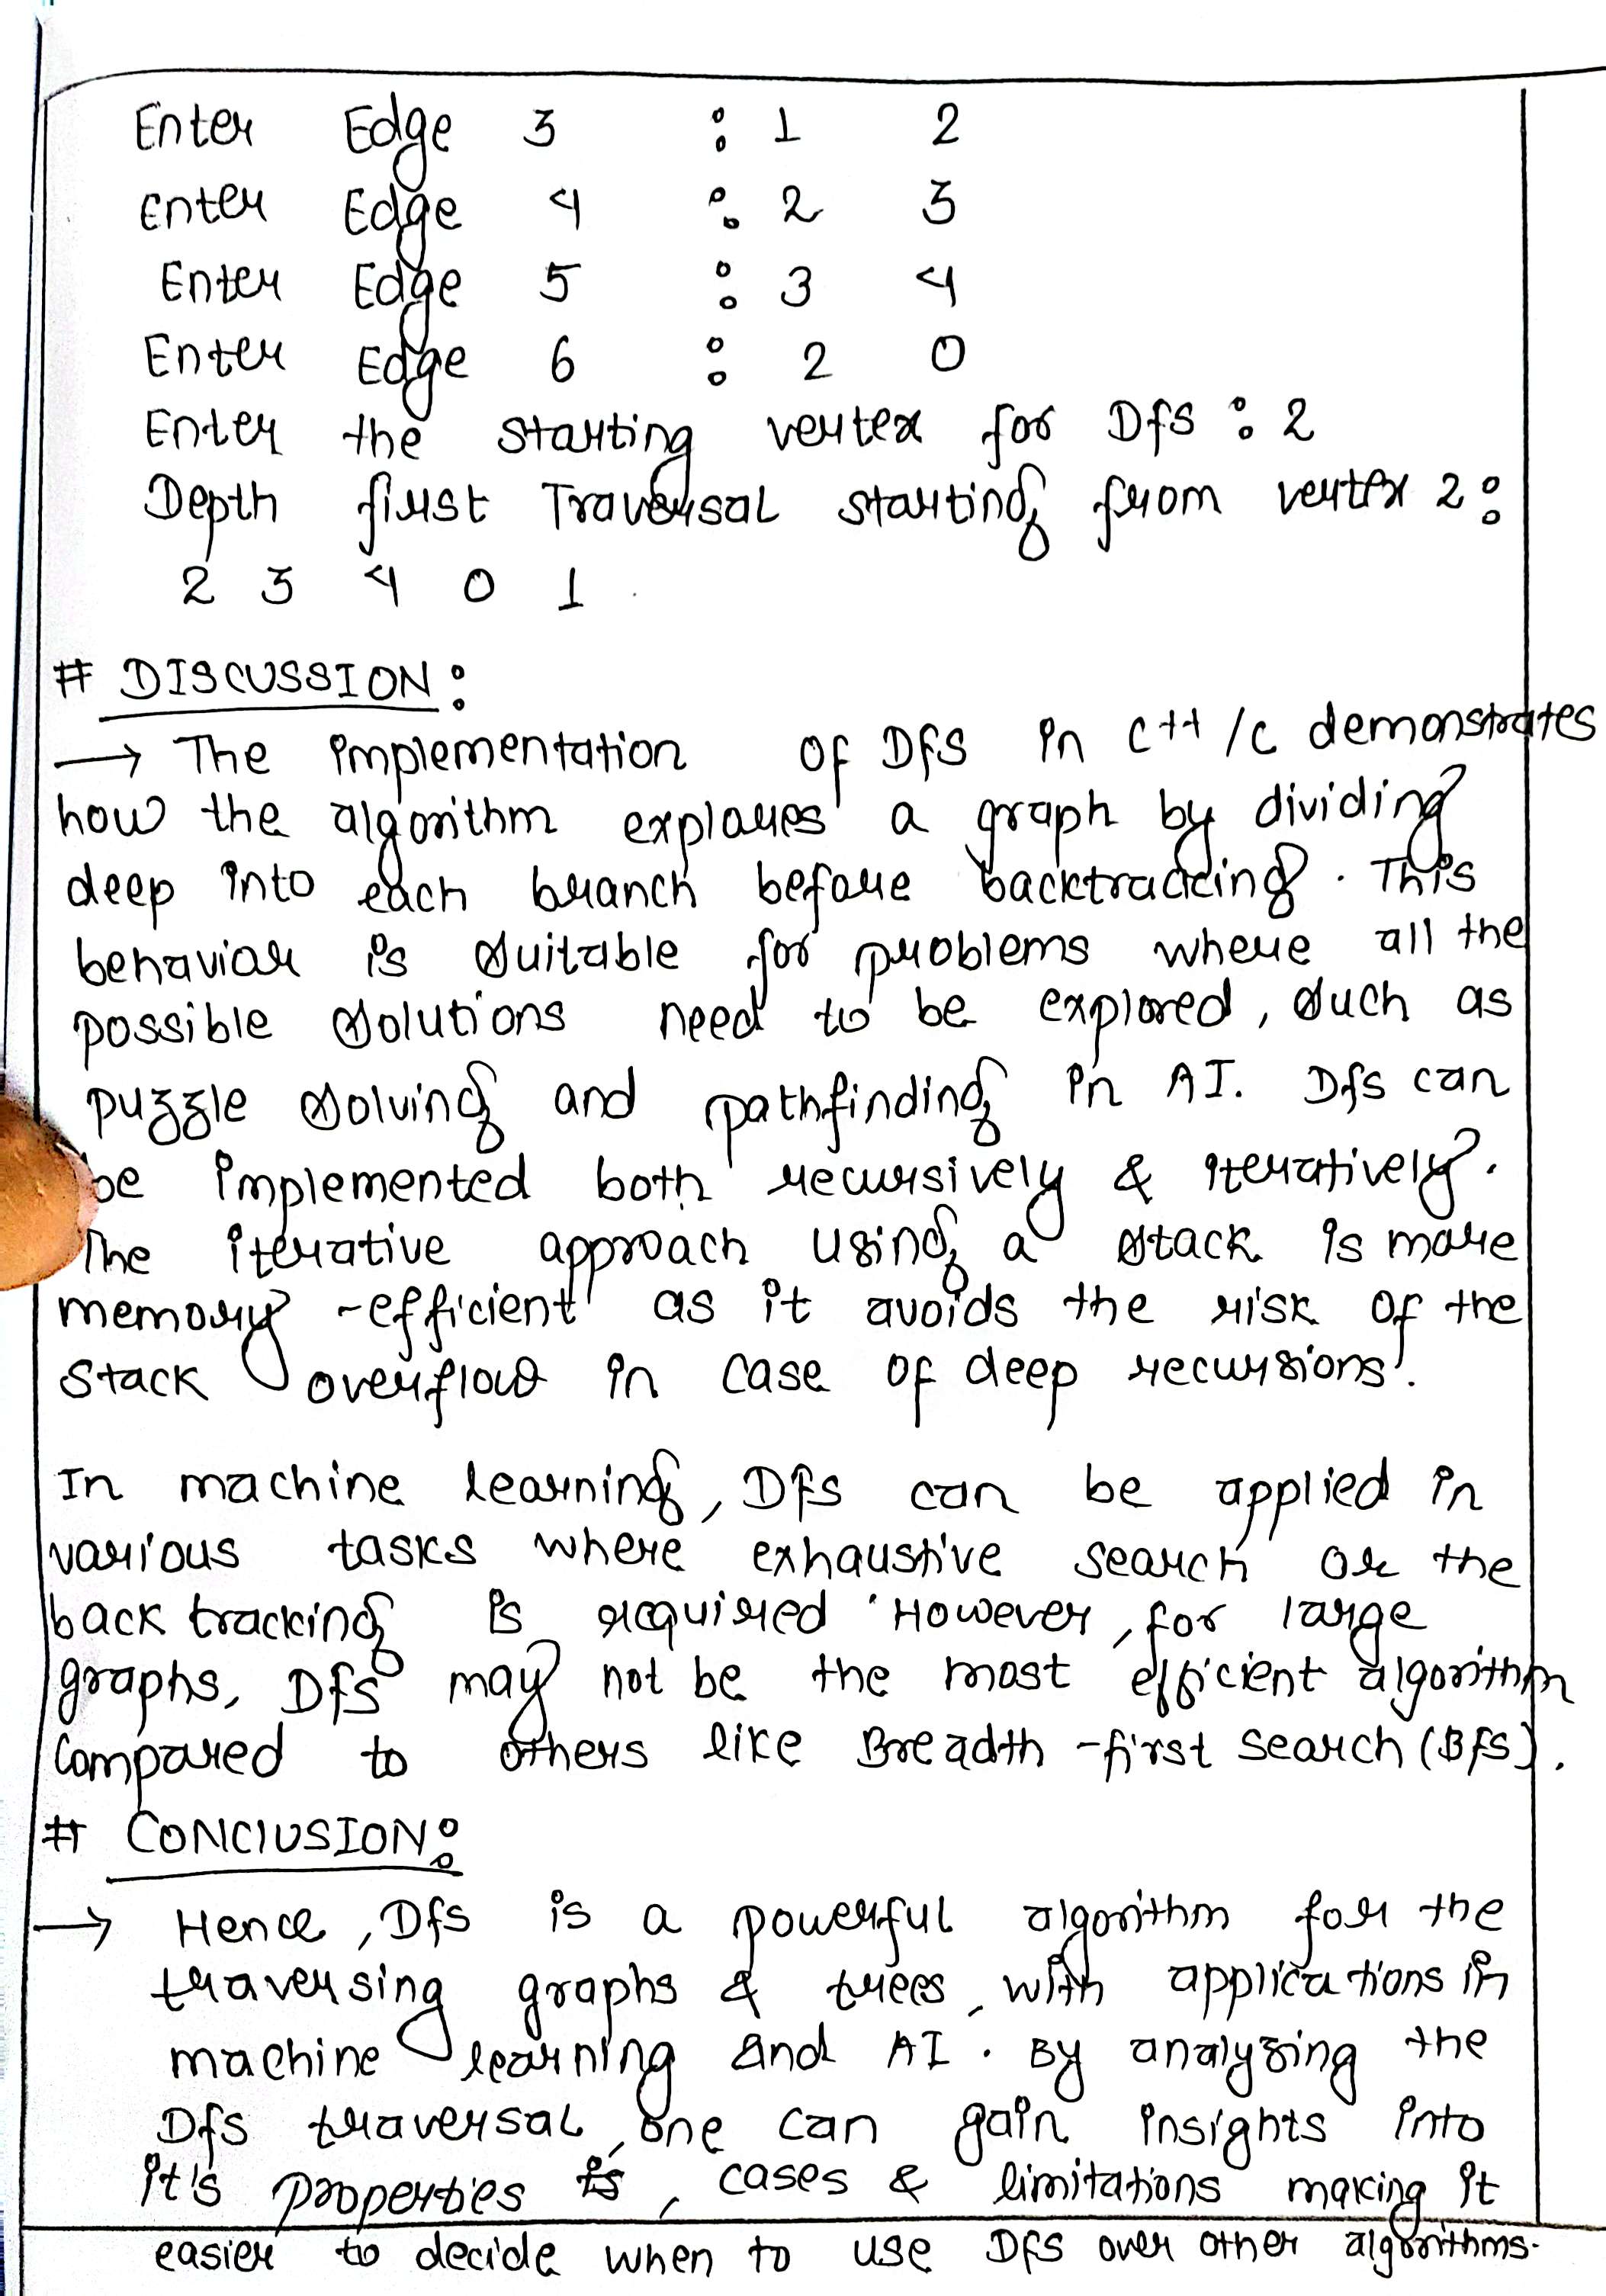 Enter Edge 3 : 1 2
Enter Edge 4 : 2 3
Enter Edge 5 : 3 4
Enter Edge 6 : 2 0
Enter the starting vertex for Dfs : 2
Depth first Traversal starting from vertex 2 :
2 3 4 0 1
# DISCUSSION :
→ The implementation of Dfs in C++ /C demonstrates
how the algorithm explores a graph by dividing
deep into each branch before backtracking. This
behavior is suitable for problems where all the
possible solutions need to be explored, such as
puzzle solving and pathfinding in AI. Dfs can
be implemented both recursively & iteratively.
The iterative approach using a stack is more
memory -efficient as it avoids the risk of the
stack overflow in case of deep recursions.
In machine learning, Dfs can be applied in
various tasks where exhaustive search or the
back tracking is required. However, for large
graphs, Dfs may not be the most efficient algorithm
compared to others like Breadth -first search (Bfs).
# CONCLUSION :
→ Hence, Dfs is a powerful algorithm for the
traversing graphs & trees, with applications in
machine learning and AI. By analyzing the
Dfs traversal, one can gain insights into
it's properties is, cases & limitations making it
easier to decide when to use Dfs over other algorithms.